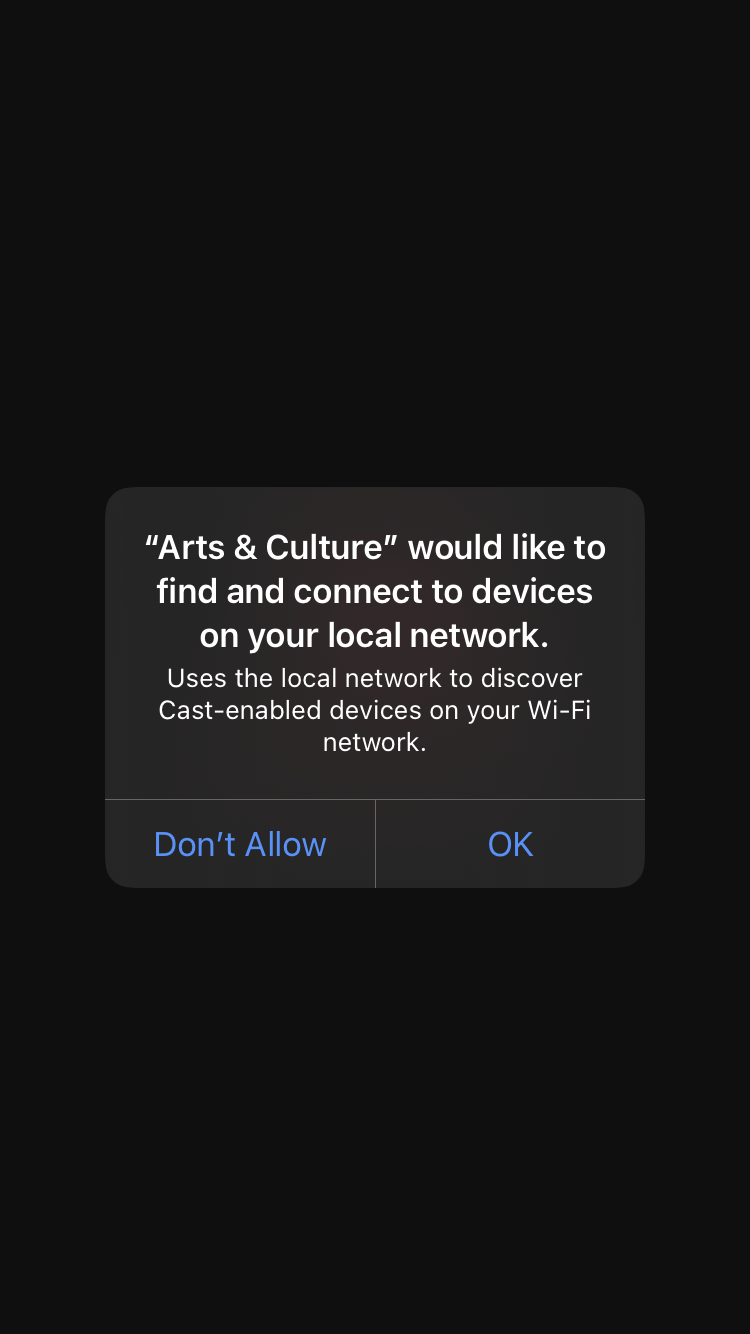 “Arts & Culture” would like to
find and connect to devices
on your local network.
Uses the local network to discover
Cast-enabled devices on your Wi-Fi
network.
Don’t Allow
OK